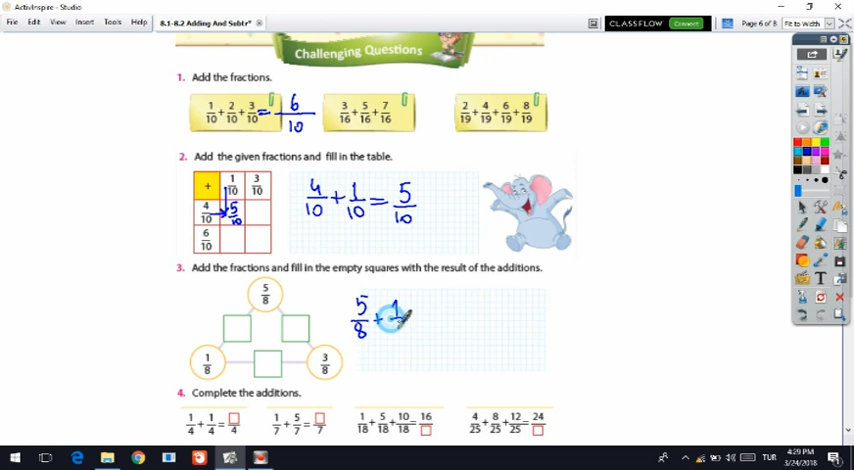 ActivInspire - Studio
File Edit View Insert Tools Help 8.1-8.2 Adding And Subtr* CLASSFLOW Connect Page 6 of 8 Fit to Width
Challenging Questions
1. Add the fractions.
1/10 + 2/10 + 3/10 = 6/10 3/16 + 5/16 + 7/16 2/19 + 4/19 + 6/19 + 8/19
2. Add the given fractions and fill in the table.
+ 1/10 3/10
4/10 5/10
6/10
4/10 + 1/10 = 5/10
3. Add the fractions and fill in the empty squares with the result of the additions.
5/8
1/8 3/8
5/8 + 1
4. Complete the additions.
1/4 + 1/4 = □/4 1/7 + 5/7 = □/7 1/18 + 5/18 + 10/18 = 16/□ 4/25 + 8/25 + 12/25 = 24/□
TUR 4:29 PM
3/24/2018